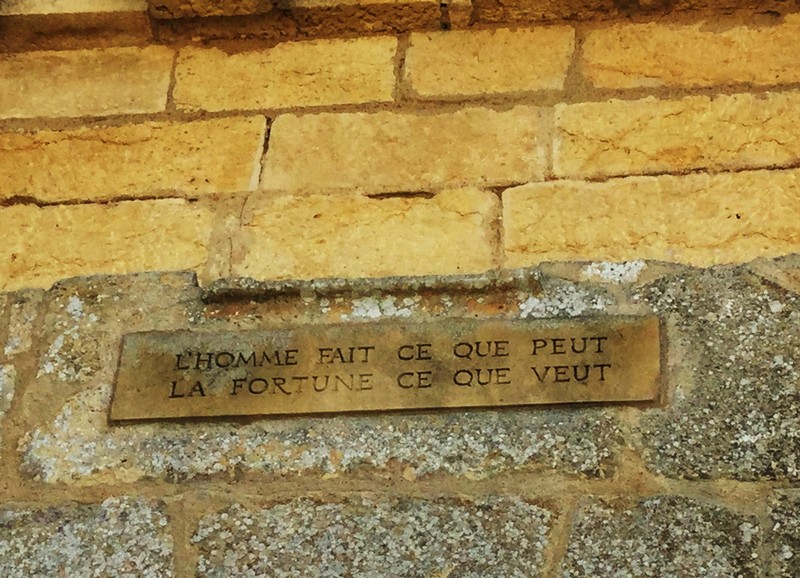 L'HOMME FAIT CE QUE PEUT
LA FORTUNE CE QUE VEUT